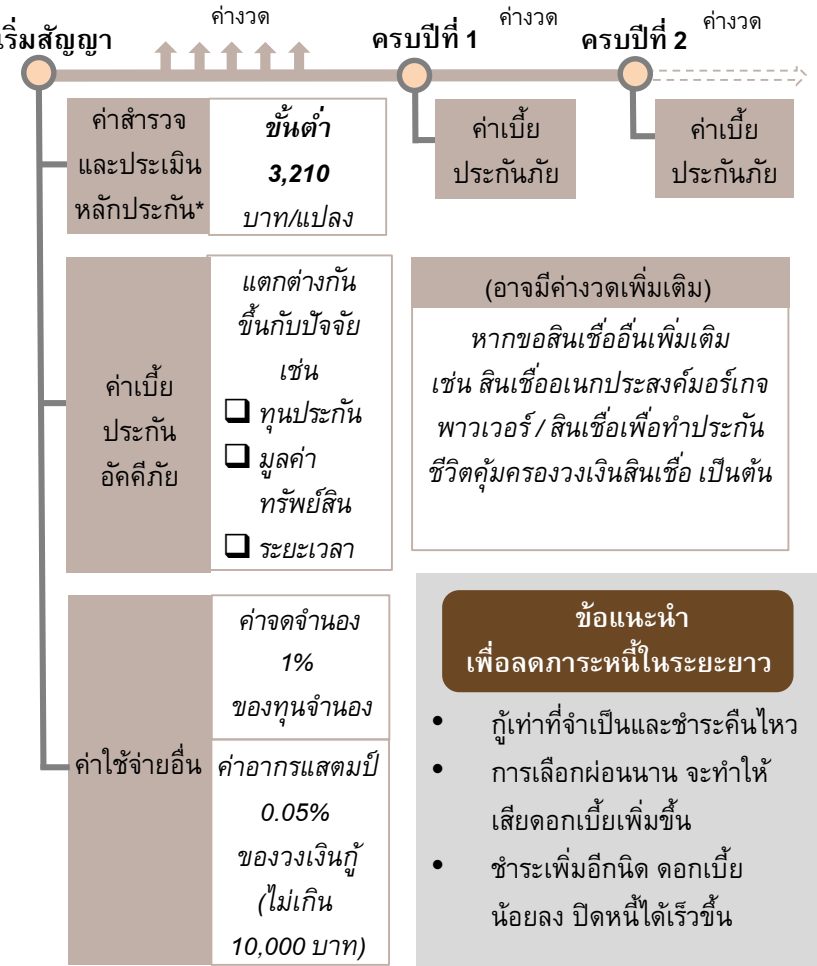 ค่างวด
ค่างวด
ค่างวด
เริ่มสัญญา
ครบปีที่ 1
ครบปีที่ 2
ค่าสำรวจ
และประเมิน
หลักประกัน*
ขั้นต่ำ
3,210
บาท/แปลง
ค่าเบี้ย
ประกันภัย
ค่าเบี้ย
ประกันภัย
ค่าเบี้ย
ประกัน
อัคคีภัย
แตกต่างกัน
ขึ้นกับปัจจัย
เช่น
❑ ทุนประกัน
❑ มูลค่า
ทรัพย์สิน
❑ ระยะเวลา
(อาจมีค่างวดเพิ่มเติม)
หากขอสินเชื่ออื่นเพิ่มเติม
เช่น สินเชื่ออเนกประสงค์มอร์เกจ
พาวเวอร์ / สินเชื่อเพื่อทำประกัน
ชีวิตคุ้มครองวงเงินสินเชื่อ เป็นต้น
ค่าใช้จ่ายอื่น
ค่าจดจำนอง
1%
ของทุนจำนอง
ค่าอากรแสตมป์
0.05%
ของวงเงินกู้
(ไม่เกิน
10,000 บาท)
ข้อแนะนำ
เพื่อลดภาระหนี้ในระยะยาว
• กู้เท่าที่จำเป็นและชำระคืนไหว
• การเลือกผ่อนนาน จะทำให้
เสียดอกเบี้ยเพิ่มขึ้น
• ชำระเพิ่มอีกนิด ดอกเบี้ย
น้อยลง ปิดหนี้ได้เร็วขึ้น